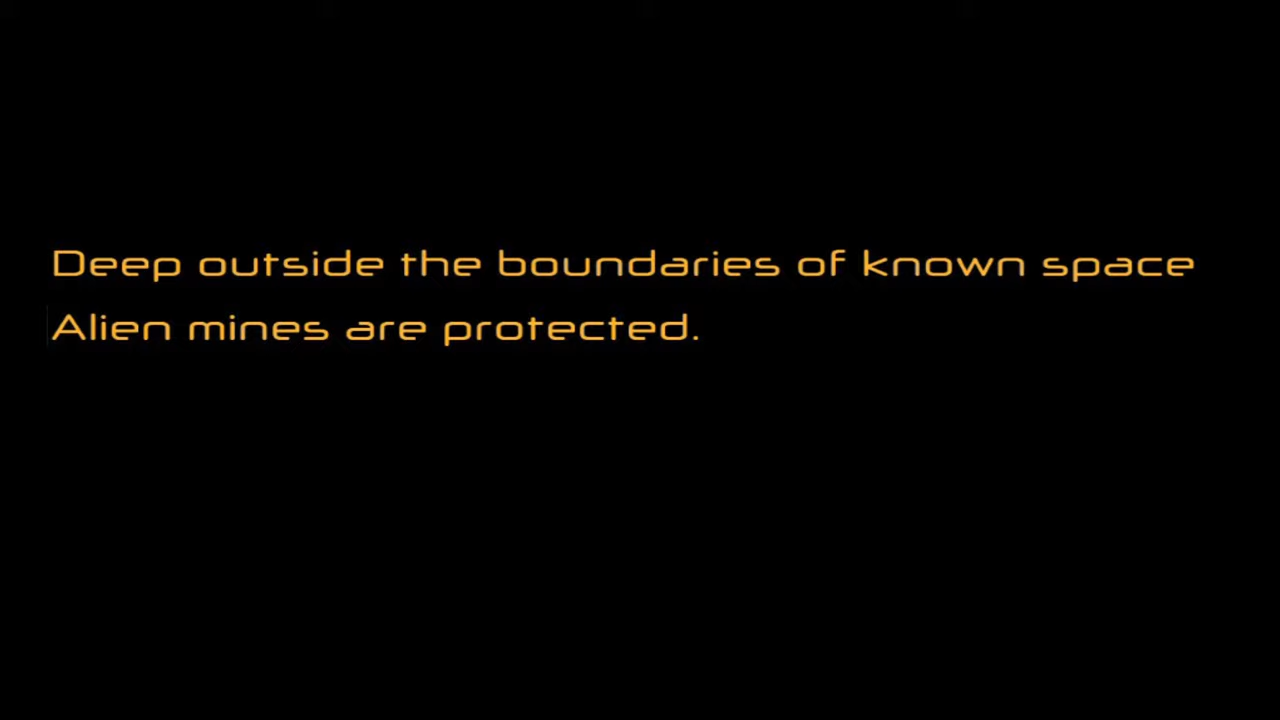 Deep outside the boundaries of known space
Alien mines are protected.